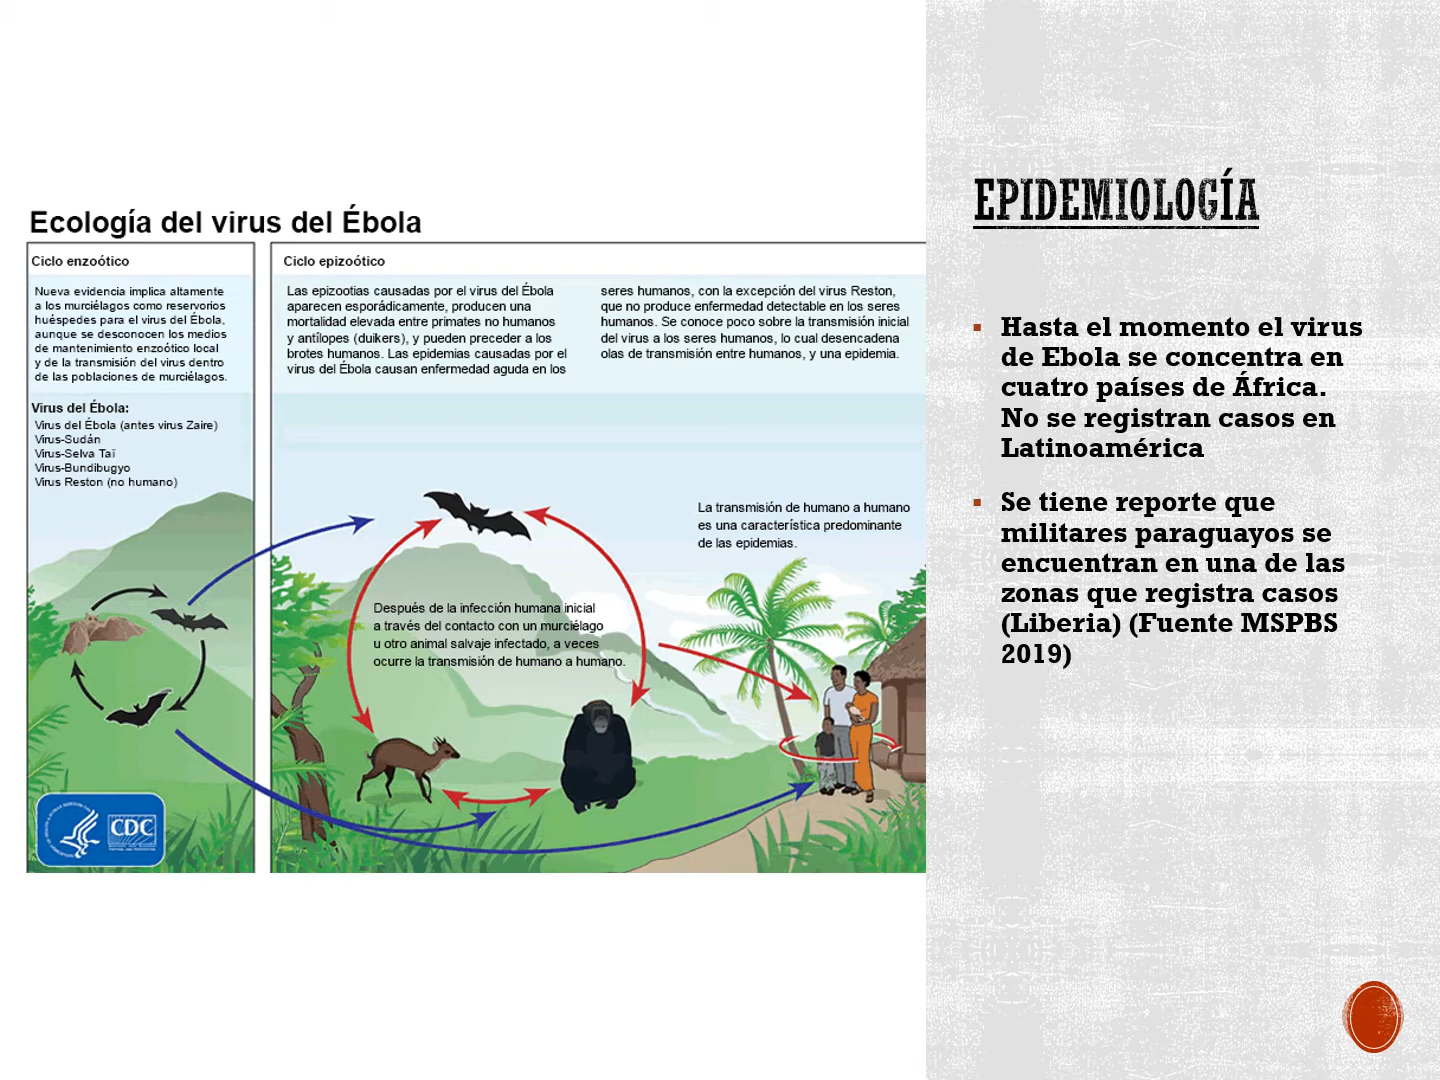 Ecología del virus del Ébola
Ciclo enzoótico
Nueva evidencia implica altamente
a los murciélagos como reservorios
huéspedes para el virus del Ébola,
aunque se desconocen los medios
de mantenimiento enzoótico local
y de la transmisión del virus dentro
de las poblaciones de murciélagos.
Virus del Ébola:
Virus del Ébola (antes virus Zaire)
Virus-Sudán
Virus-Selva Taï
Virus-Bundibugyo
Virus Reston (no humano)
CDC
Ciclo epizoótico
Las epizootias causadas por el virus del Ébola
aparecen esporádicamente, producen una
mortalidad elevada entre primates no humanos
y antílopes (duikers), y pueden preceder a los
brotes humanos. Las epidemias causadas por el
virus del Ébola causan enfermedad aguda en los
seres humanos, con la excepción del virus Reston,
que no produce enfermedad detectable en los seres
humanos. Se conoce poco sobre la transmisión inicial
del virus a los seres humanos, lo cual desencadena
olas de transmisión entre humanos, y una epidemia.
La transmisión de humano a humano
es una característica predominante
de las epidemias.
Después de la infección humana inicial
a través del contacto con un murciélago
u otro animal salvaje infectado, a veces
ocurre la transmisión de humano a humano.
EPIDEMIOLOGÍA
▪ Hasta el momento el virus
de Ebola se concentra en
cuatro países de África.
No se registran casos en
Latinoamérica
▪ Se tiene reporte que
militares paraguayos se
encuentran en una de las
zonas que registra casos
(Liberia) (Fuente MSPBS
2019)